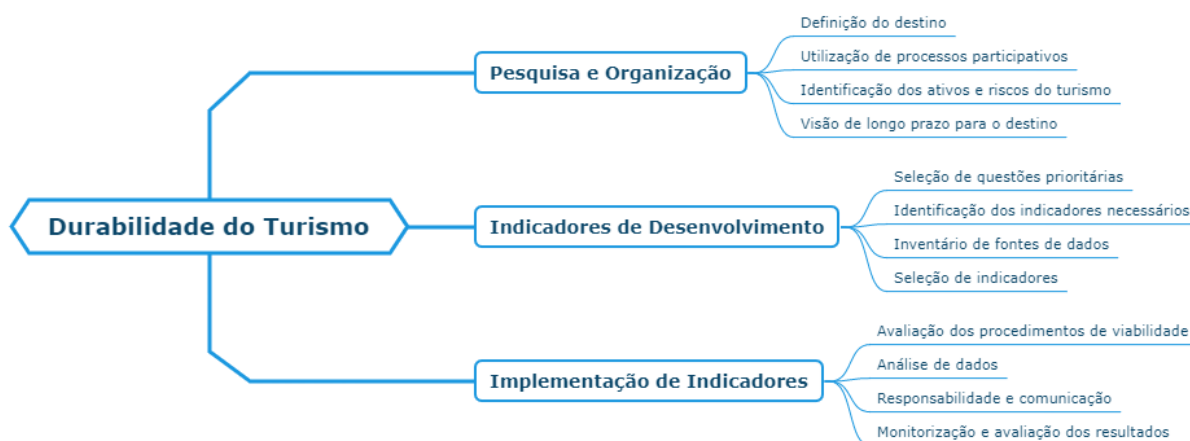 Durabilidade do Turismo
Pesquisa e Organização
Definição do destino
Utilização de processos participativos
Identificação dos ativos e riscos do turismo
Visão de longo prazo para o destino
Indicadores de Desenvolvimento
Seleção de questões prioritárias
Identificação dos indicadores necessários
Inventário de fontes de dados
Seleção de indicadores
Implementação de Indicadores
Avaliação dos procedimentos de viabilidade
Análise de dados
Responsabilidade e comunicação
Monitorização e avaliação dos resultados